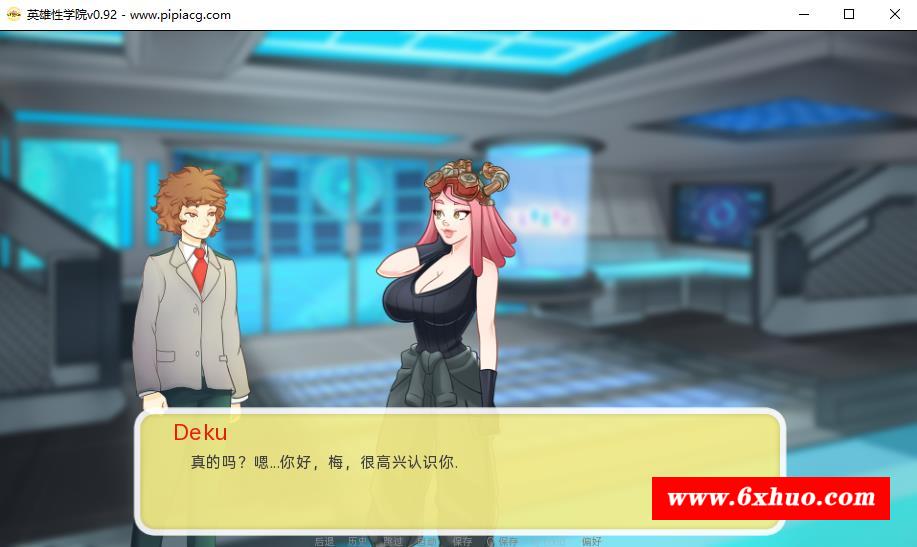 英雄性学院v0.92 - www.pipiacg.com
Deku
真的吗？嗯...你好，梅，很高兴认识你.
www.6xhuo.com
后退 历史 跳过 自动 保存 保存 偏好